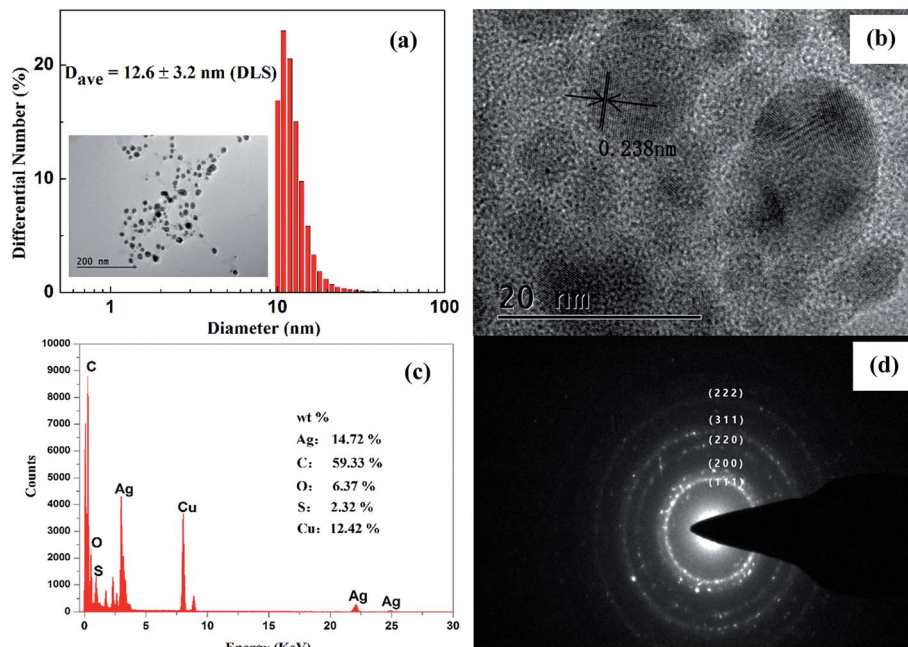 (a)
D_ave = 12.6 ± 3.2 nm (DLS)
Differential Number (%)
20
10
0
200 nm
1
10
100
Diameter (nm)
(b)
0.238nm
20 nm
(c)
10000
9000
8000
7000
6000
5000
4000
3000
2000
1000
0
Counts
C
O
S
Ag
Cu
Ag
Ag
wt %
Ag: 14.72 %
C: 59.33 %
O: 6.37 %
S: 2.32 %
Cu: 12.42 %
0
5
10
15
20
25
30
Energy (KeV)
(d)
(222)
(311)
(220)
(200)
(111)